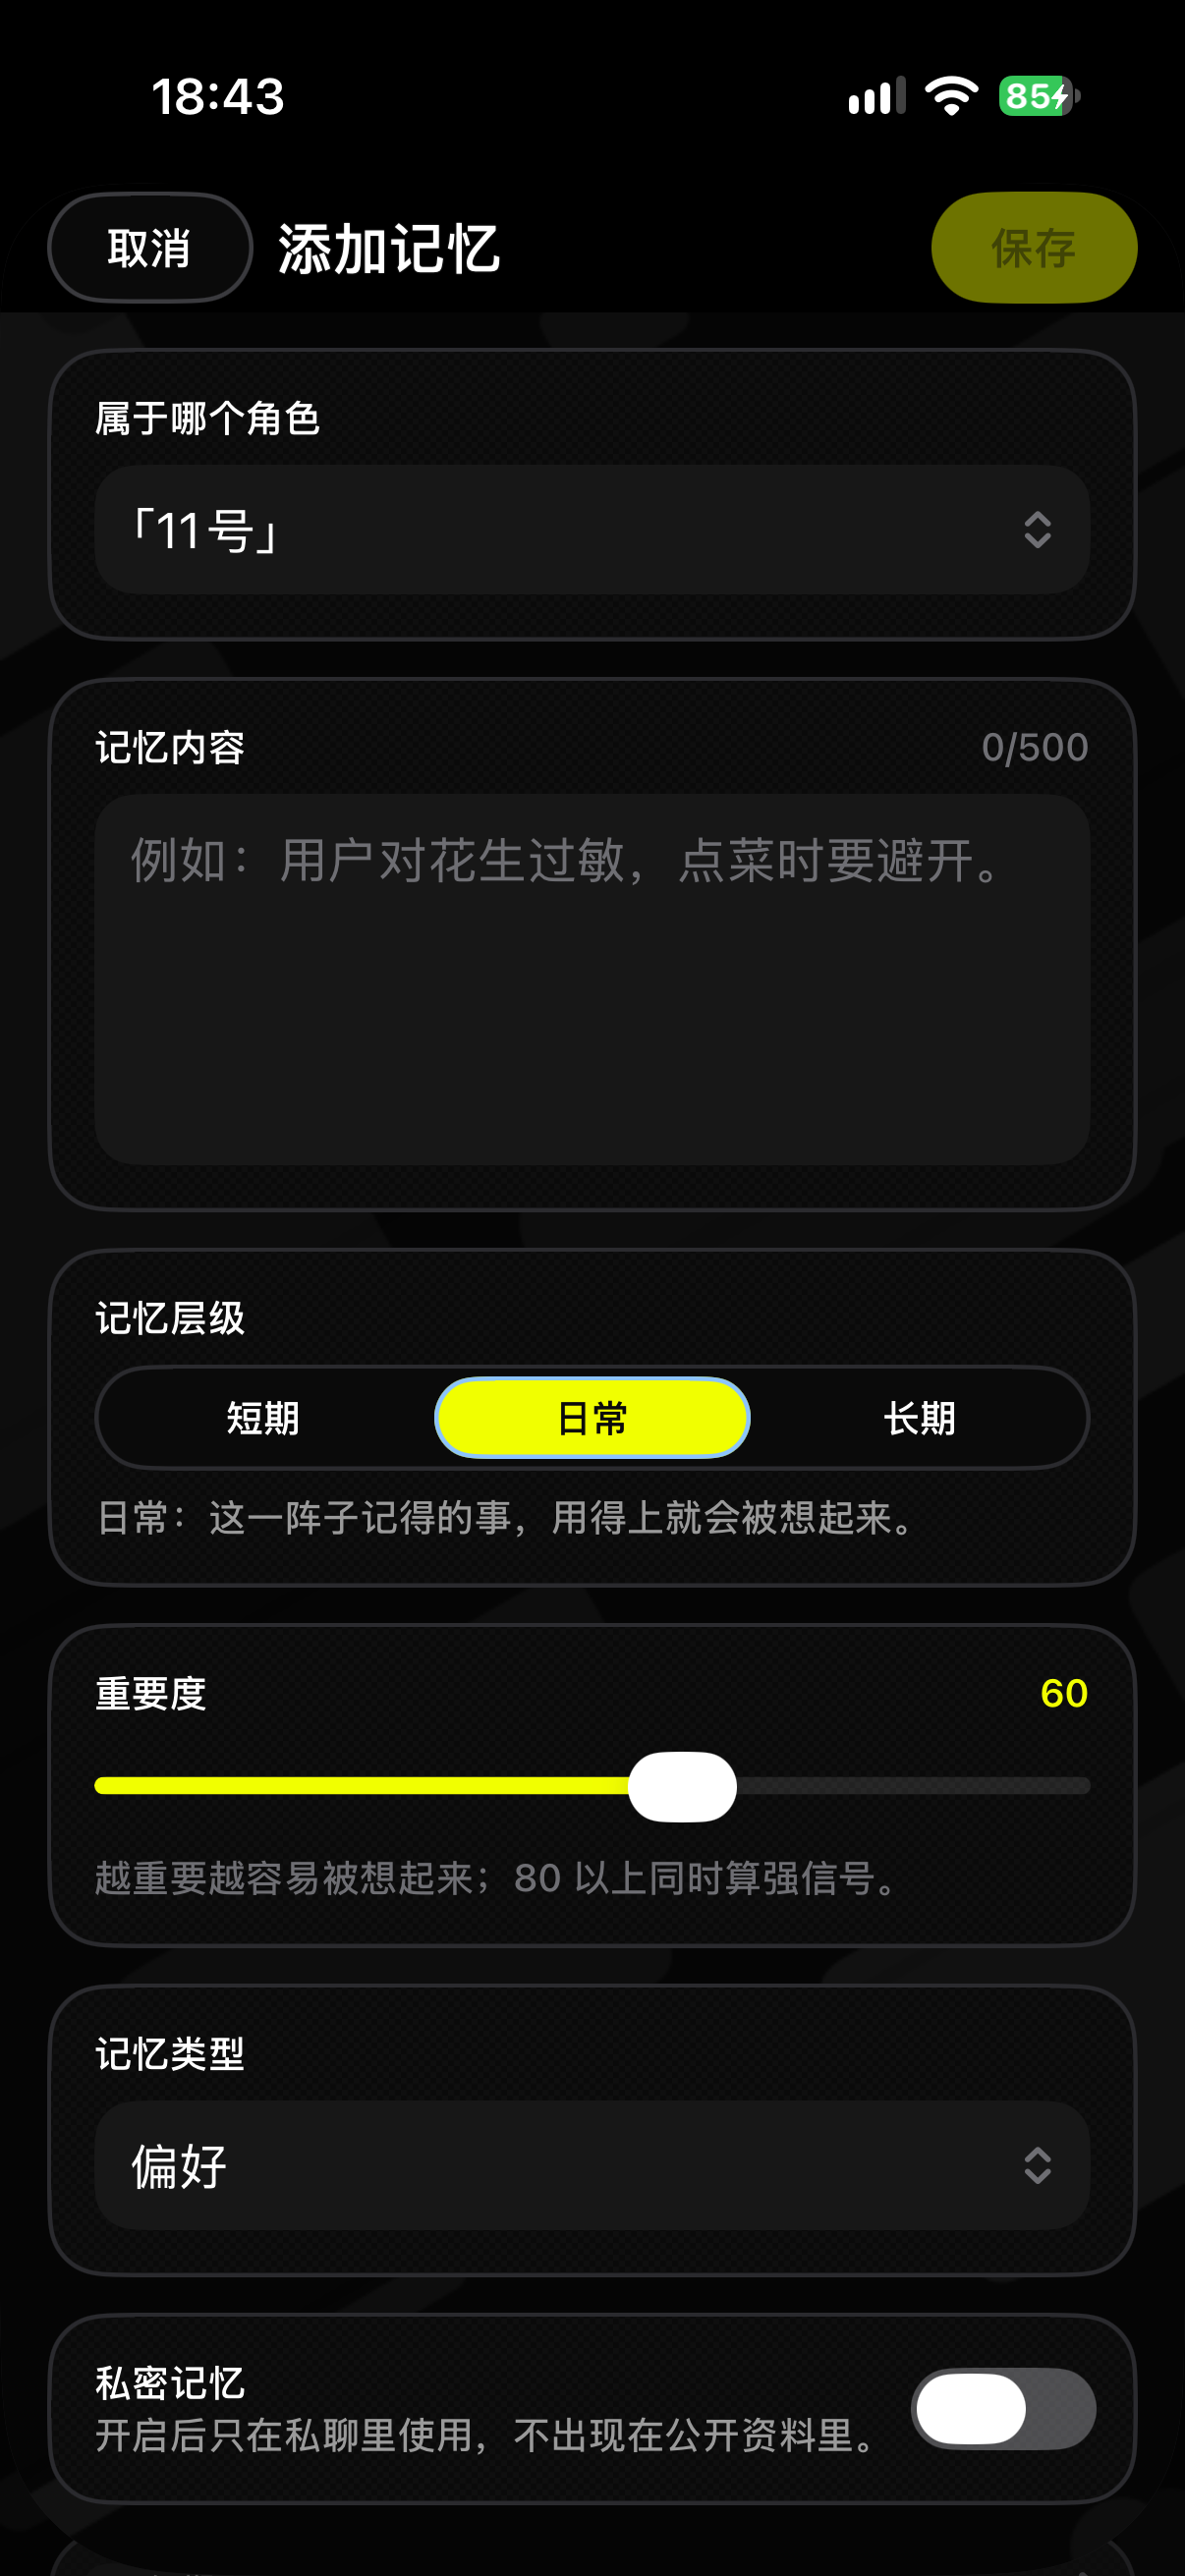 18:43
85
取消
添加记忆
保存
属于哪个角色
「11号」
记忆内容
0/500
例如：用户对花生过敏，点菜时要避开。
记忆层级
短期
日常
长期
日常：这一阵子记得的事，用得上就会被想起来。
重要度
60
越重要越容易被想起来；80 以上同时算强信号。
记忆类型
偏好
私密记忆
开启后只在私聊里使用，不出现在公开资料里。